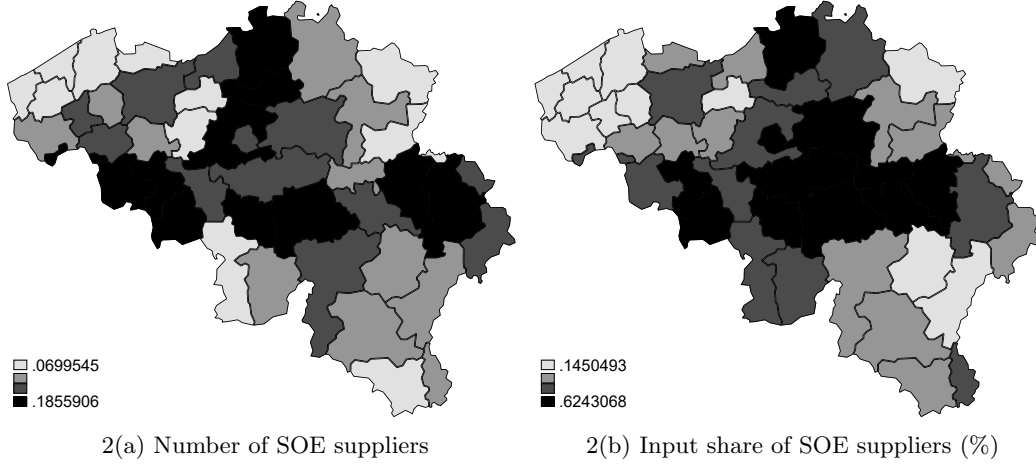 .0699545
.1855906
2(a) Number of SOE suppliers
.1450493
.6243068
2(b) Input share of SOE suppliers (%)